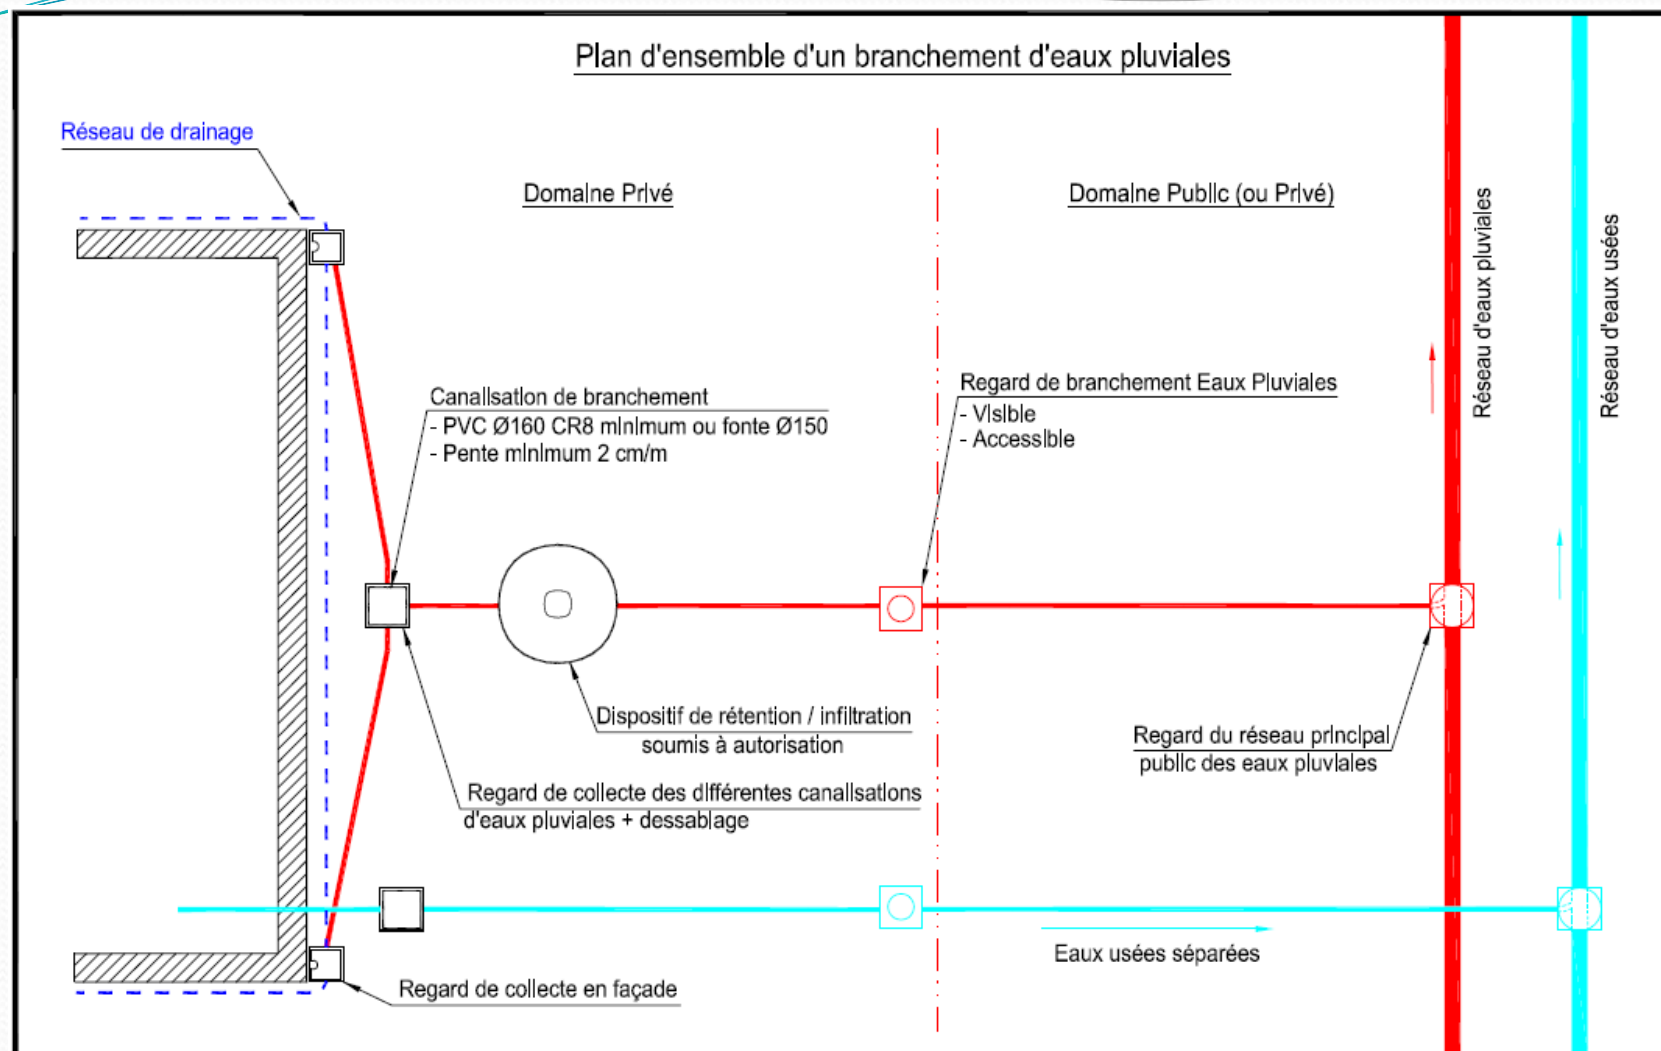 Plan d'ensemble d'un branchement d'eaux pluviales
Réseau de drainage
Domaine Privé
Domaine Public (ou Privé)
Réseau d'eaux pluviales
Réseau d'eaux usées
Canalisation de branchement
- PVC Ø160 CR8 minimum ou fonte Ø150
- Pente minimum 2 cm/m
Regard de branchement Eaux Pluviales
- Visible
- Accessible
Dispositif de rétention / infiltration
soumis à autorisation
Regard du réseau principal
public des eaux pluviales
Regard de collecte des différentes canalisations
d'eaux pluviales + dessablage
Eaux usées séparées
Regard de collecte en façade